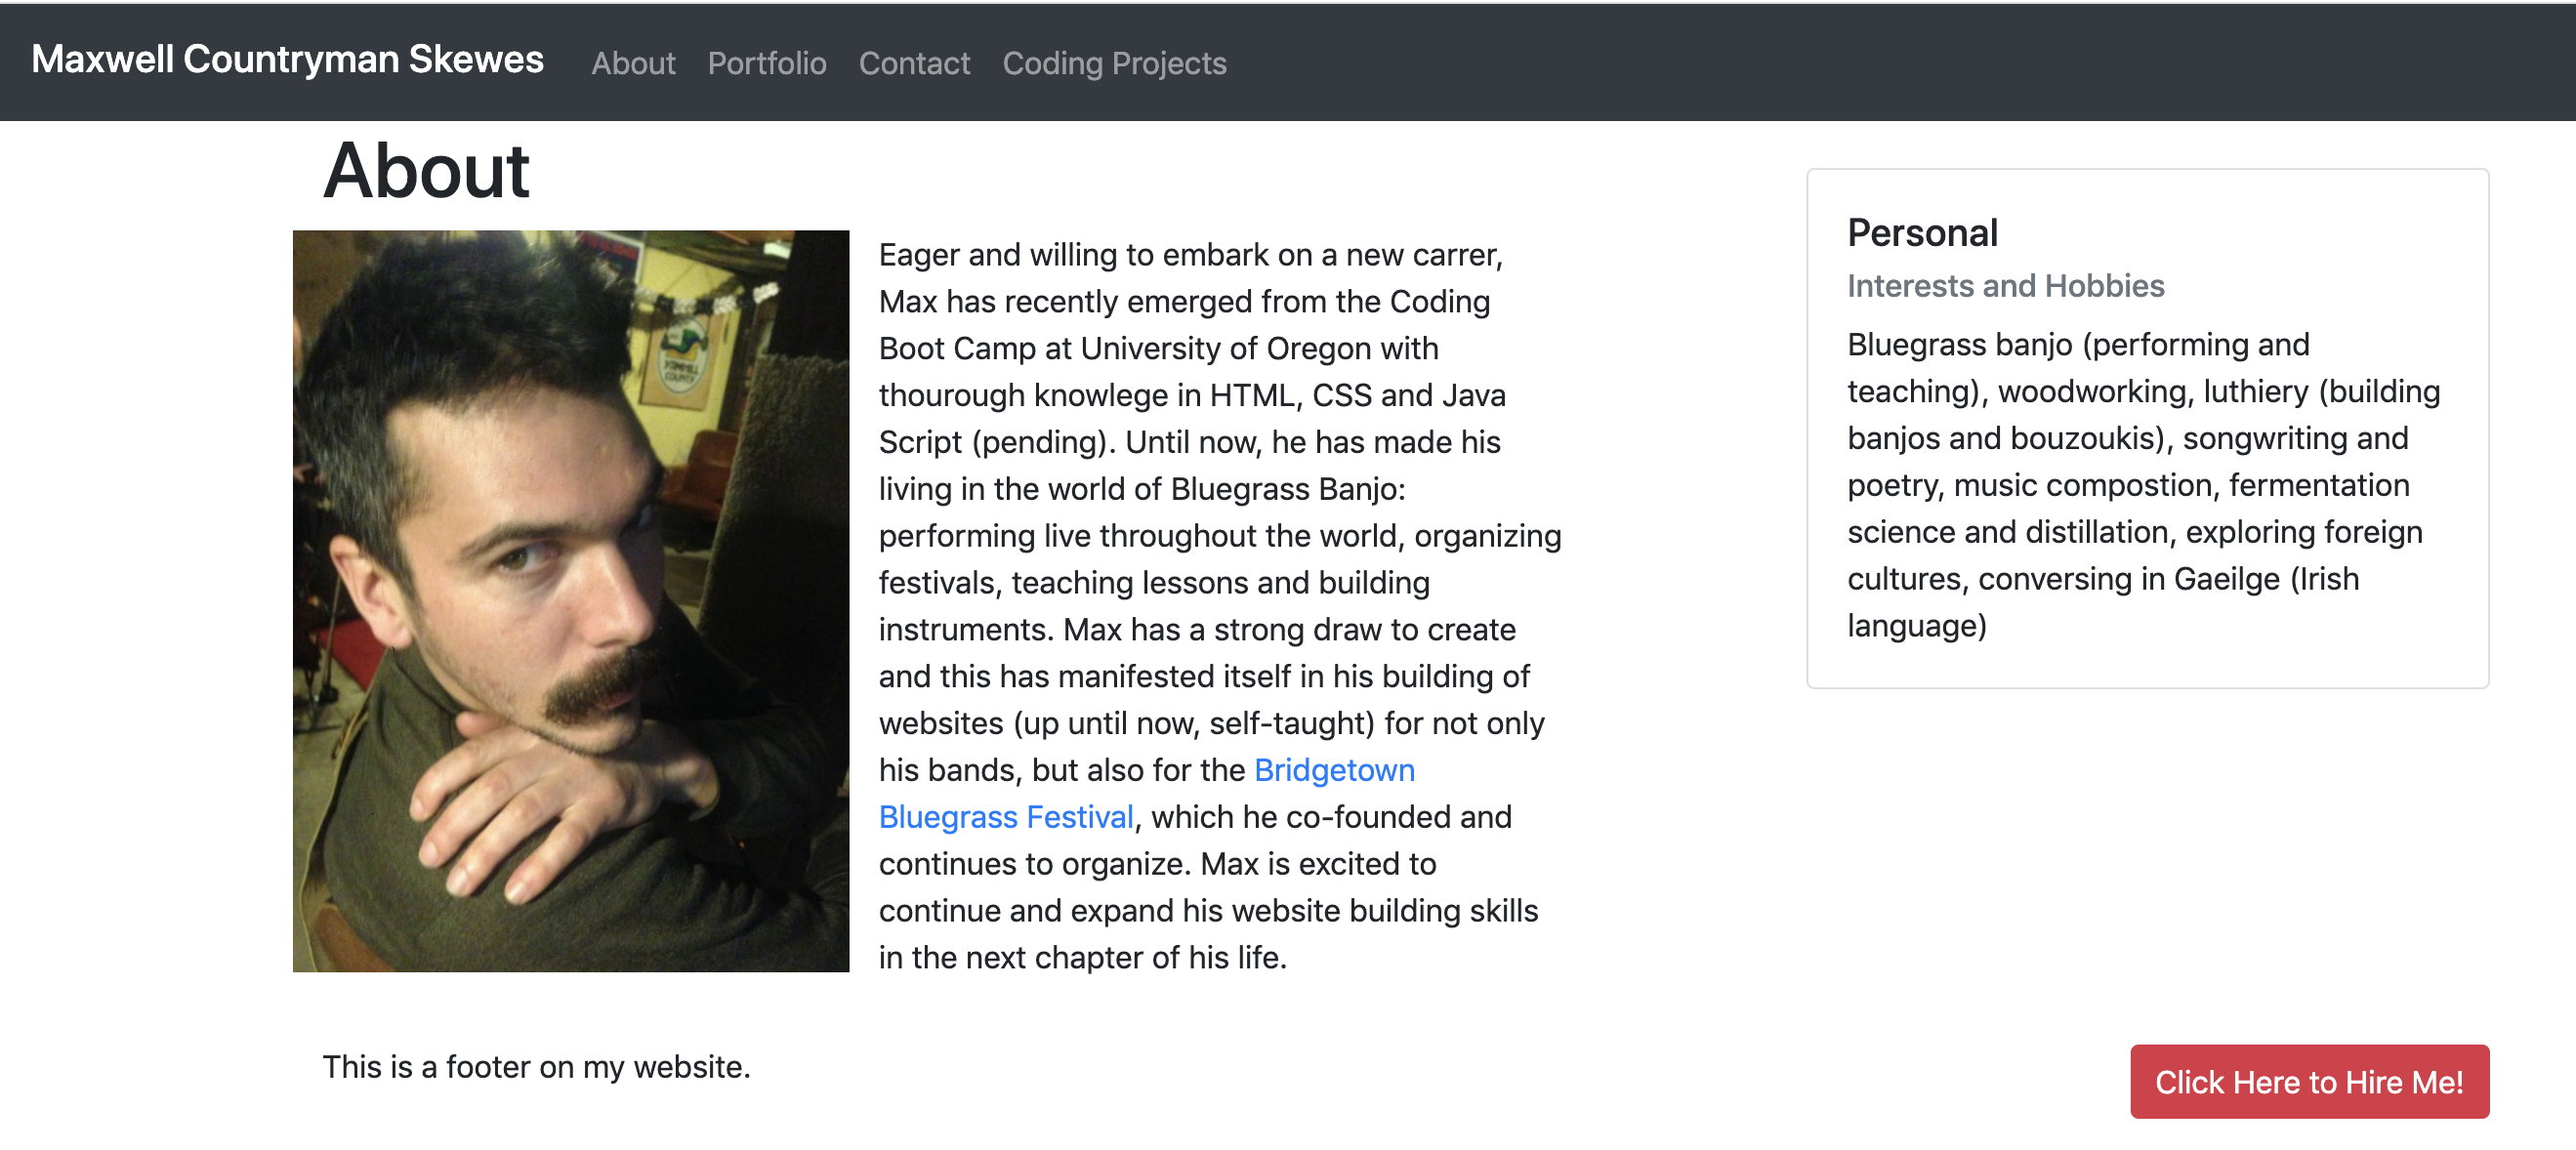 Maxwell Countryman Skewes About Portfolio Contact Coding Projects
About
Eager and willing to embark on a new carrer,
Max has recently emerged from the Coding
Boot Camp at University of Oregon with
thourough knowlege in HTML, CSS and Java
Script (pending). Until now, he has made his
living in the world of Bluegrass Banjo:
performing live throughout the world, organizing
festivals, teaching lessons and building
instruments. Max has a strong draw to create
and this has manifested itself in his building of
websites (up until now, self-taught) for not only
his bands, but also for the Bridgetown
Bluegrass Festival, which he co-founded and
continues to organize. Max is excited to
continue and expand his website building skills
in the next chapter of his life.
Personal
Interests and Hobbies
Bluegrass banjo (performing and
teaching), woodworking, luthiery (building
banjos and bouzoukis), songwriting and
poetry, music compostion, fermentation
science and distillation, exploring foreign
cultures, conversing in Gaeilge (Irish
language)
This is a footer on my website.
Click Here to Hire Me!